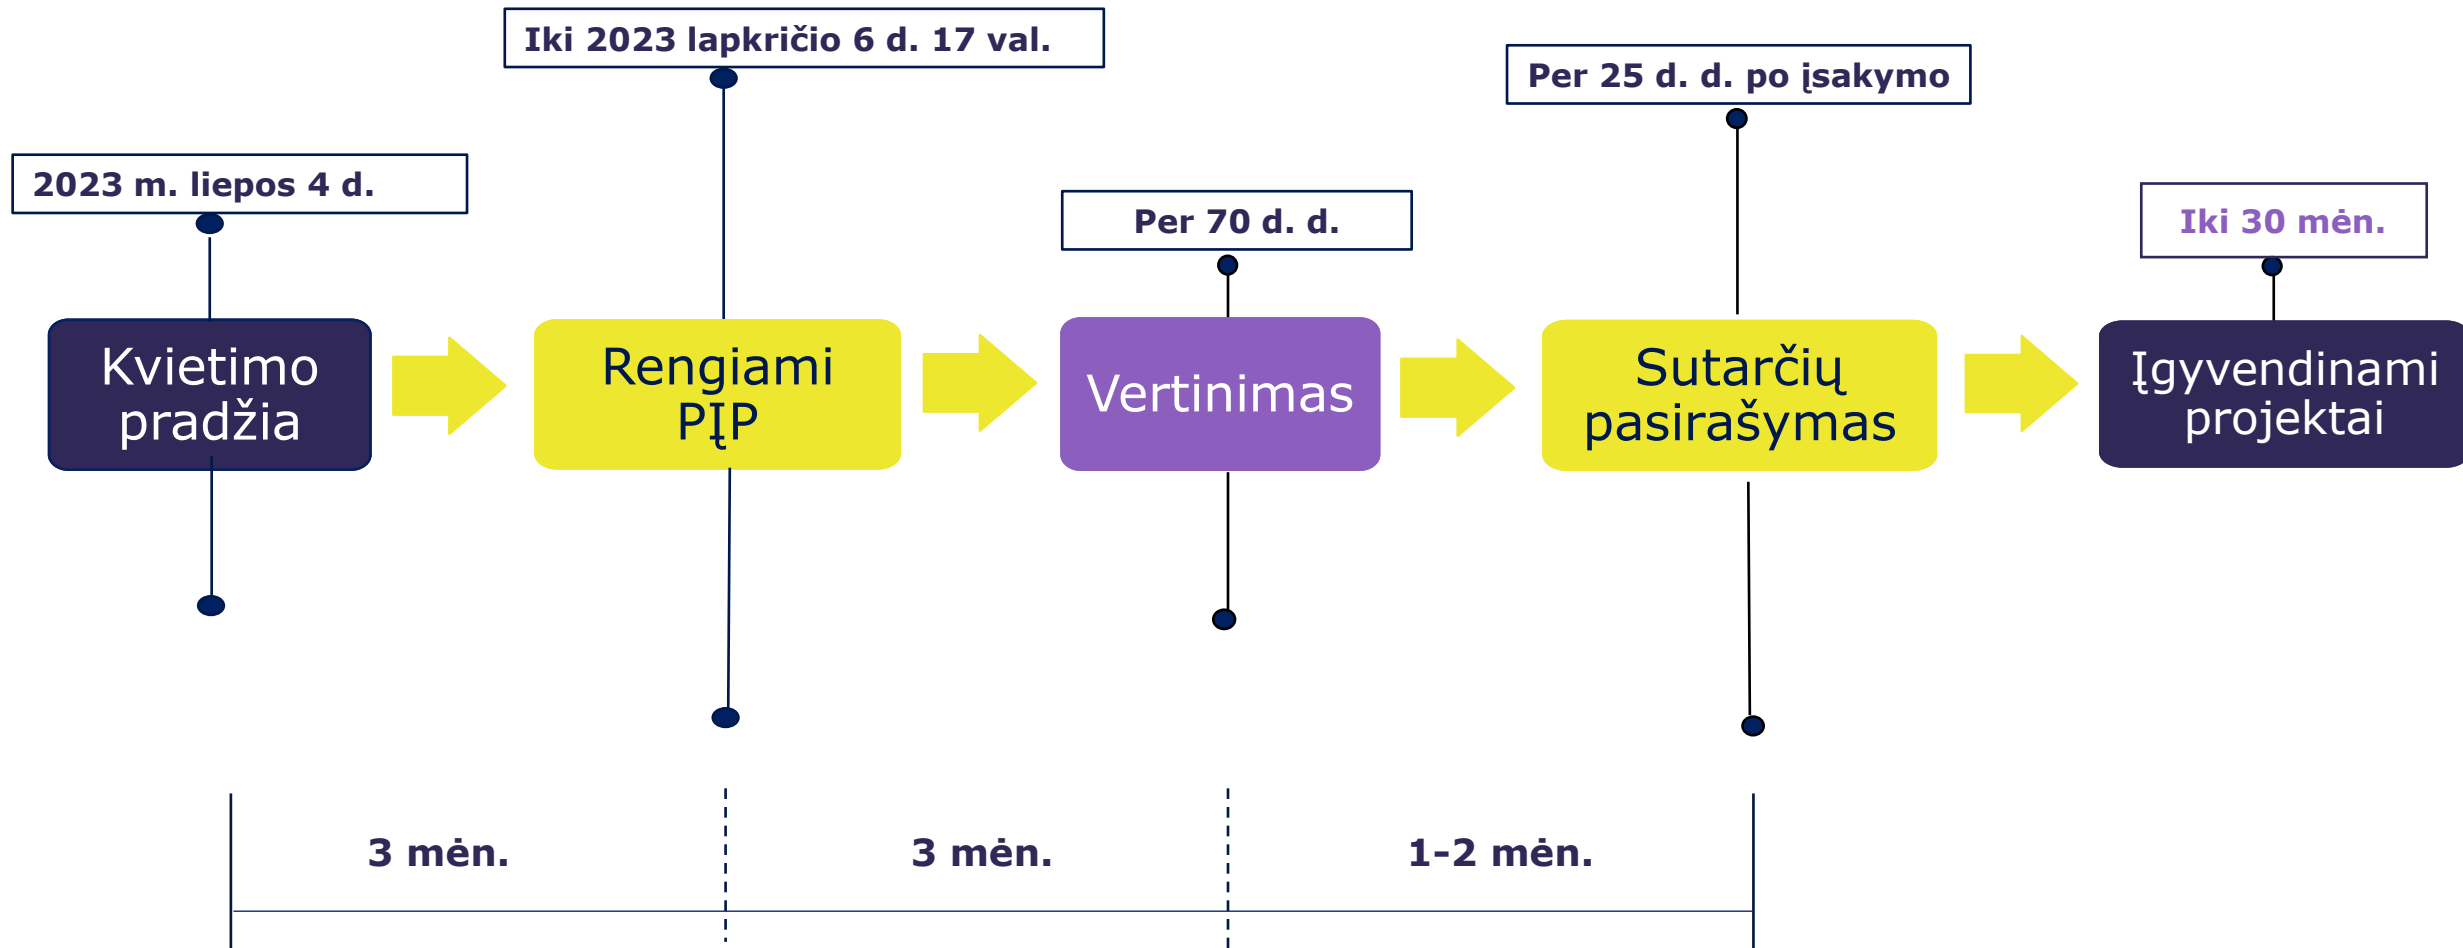 Iki 2023 lapkričio 6 d. 17 val.
Per 25 d. d. po įsakymo
2023 m. liepos 4 d.
Per 70 d. d.
Iki 30 mėn.
Kvietimo
pradžia
Rengiami
PĮP
Vertinimas
Sutarčių
pasirašymas
Įgyvendinami
projektai
3 mėn.
3 mėn.
1-2 mėn.